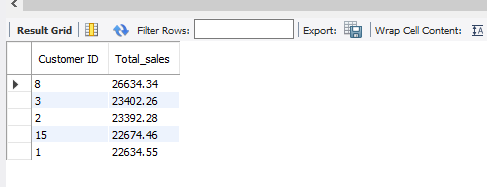 Result Grid Filter Rows: Export: Wrap Cell Content:
Customer ID Total_sales
8 26634.34
3 23402.26
2 23392.28
15 22674.46
1 22634.55